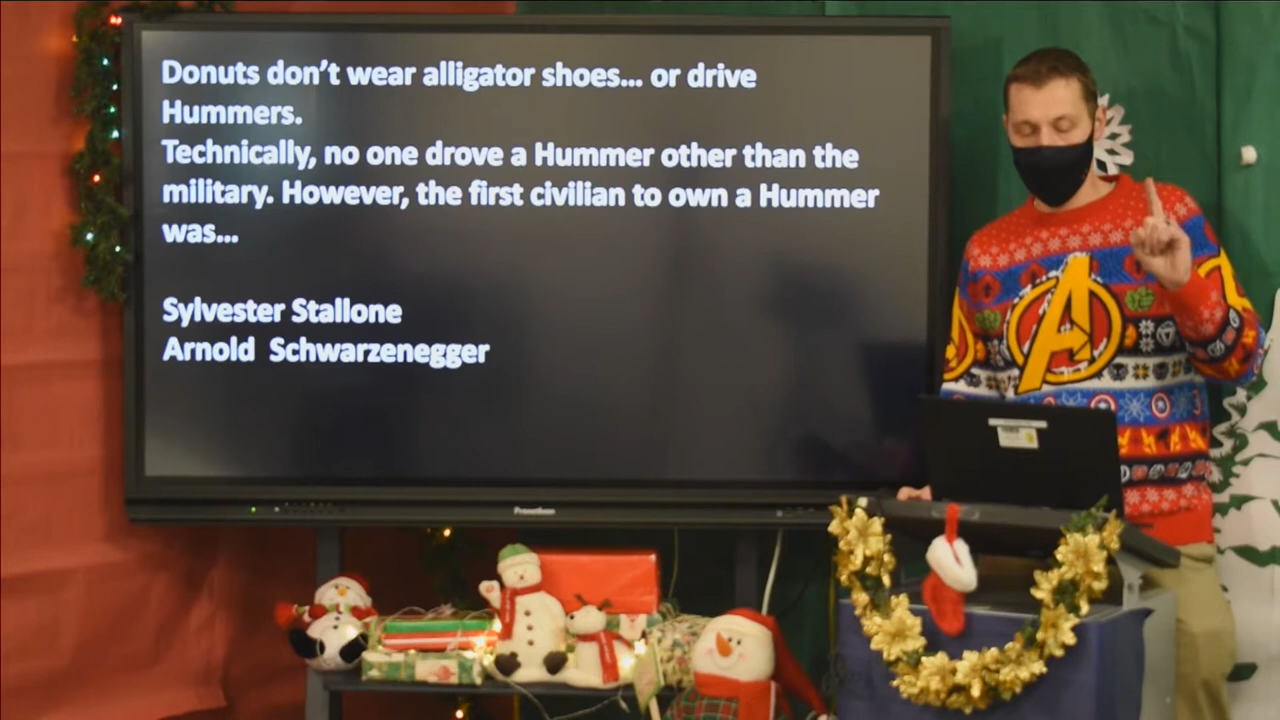 Donuts don’t wear alligator shoes... or drive
Hummers.
Technically, no one drove a Hummer other than the
military. However, the first civilian to own a Hummer
was...
Sylvester Stallone
Arnold Schwarzenegger
Promethean
A